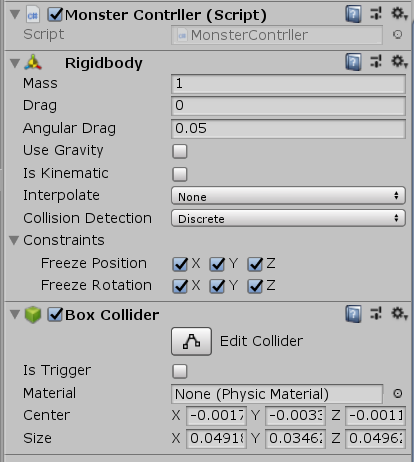 Monster Contrller (Script)
Script MonsterContrller
Rigidbody
Mass 1
Drag 0
Angular Drag 0.05
Use Gravity
Is Kinematic
Interpolate None
Collision Detection Discrete
Constraints
Freeze Position X Y Z
Freeze Rotation X Y Z
Box Collider
Edit Collider
Is Trigger
Material None (Physic Material)
Center X -0.0017 Y -0.0033 Z -0.0011
Size X 0.04918 Y 0.03462 Z 0.04962